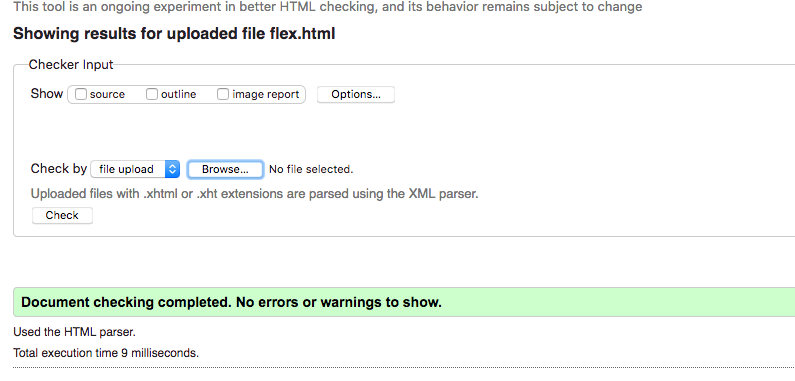 This tool is an ongoing experiment in better HTML checking, and its behavior remains subject to change
Showing results for uploaded file flex.html
Checker Input
Show source outline image report Options...
Check by file upload Browse... No file selected.
Uploaded files with .xhtml or .xht extensions are parsed using the XML parser.
Check
Document checking completed. No errors or warnings to show.
Used the HTML parser.
Total execution time 9 milliseconds.